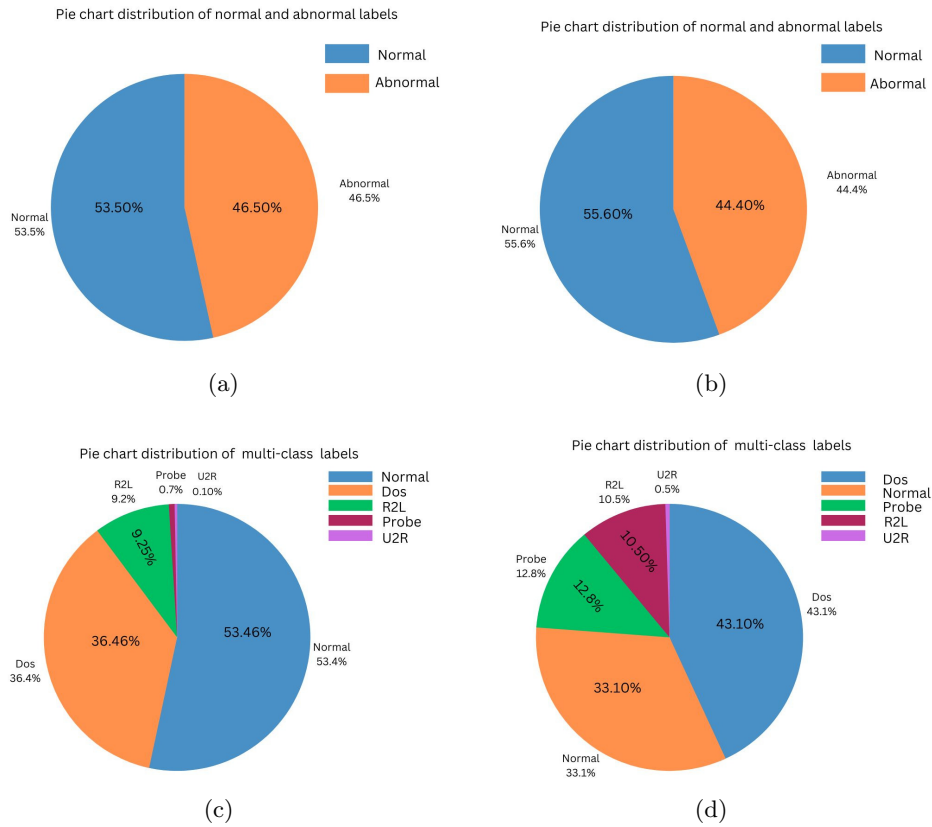 Pie chart distribution of normal and abnormal labels
Normal
Abnormal
53.50%
46.50%
Abnormal
46.5%
Normal
53.5%
(a)
Pie chart distribution of normal and abnormal labels
Normal
Abormal
55.60%
44.40%
Abnormal
44.4%
Normal
55.6%
(b)
Pie chart distribution of multi-class labels
Normal
Dos
R2L
Probe
U2R
Probe
0.7%
U2R
0.10%
R2L
9.2%
9.25%
36.46%
53.46%
Normal
53.4%
Dos
36.4%
(c)
Pie chart distribution of multi-class labels
Dos
Normal
Probe
R2L
U2R
U2R
0.5%
R2L
10.5%
10.50%
Probe
12.8%
12.8%
43.10%
Dos
43.1%
33.10%
Normal
33.1%
(d)